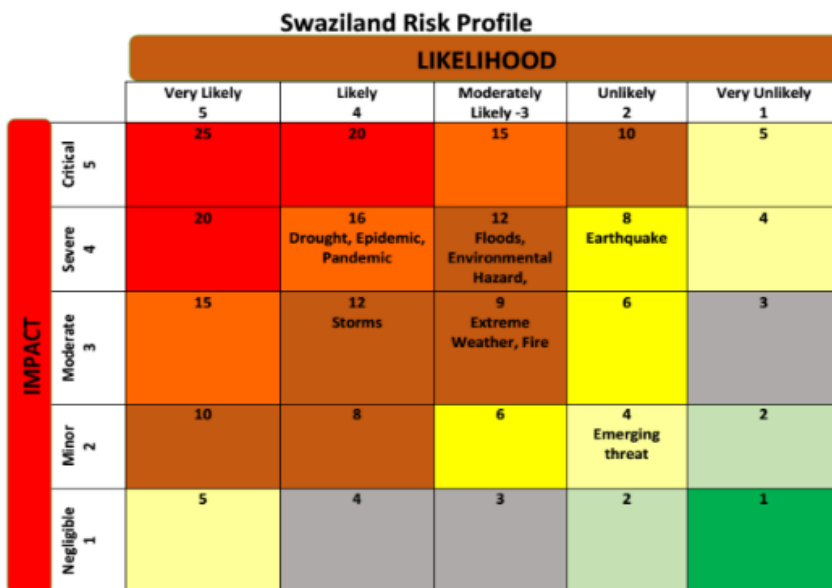 Swaziland Risk Profile
LIKELIHOOD
Very Likely
5
Likely
4
Moderately
Likely -3
Unlikely
2
Very Unlikely
1
IMPACT
Critical
5
25
20
15
10
5
Severe
4
20
16
Drought, Epidemic,
Pandemic
12
Floods,
Environmental
Hazard,
8
Earthquake
4
Moderate
3
15
12
Storms
9
Extreme
Weather, Fire
6
3
Minor
2
10
8
6
4
Emerging
threat
2
Negligible
1
5
4
3
2
1